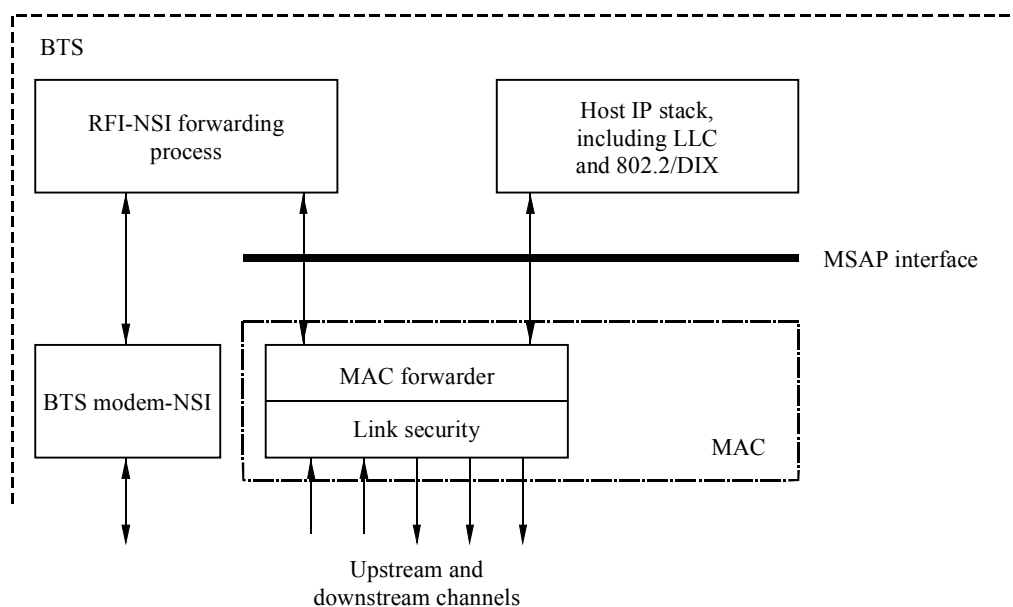 BTS
RFI-NSI forwarding
process
Host IP stack,
including LLC
and 802.2/DIX
MSAP interface
BTS modem-NSI
MAC forwarder
Link security
MAC
Upstream and
downstream channels